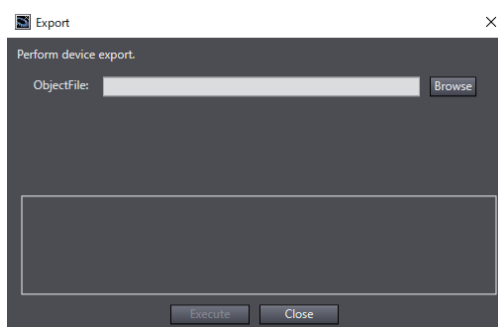 Export
Perform device export.
ObjectFile:
Browse
Execute
Close